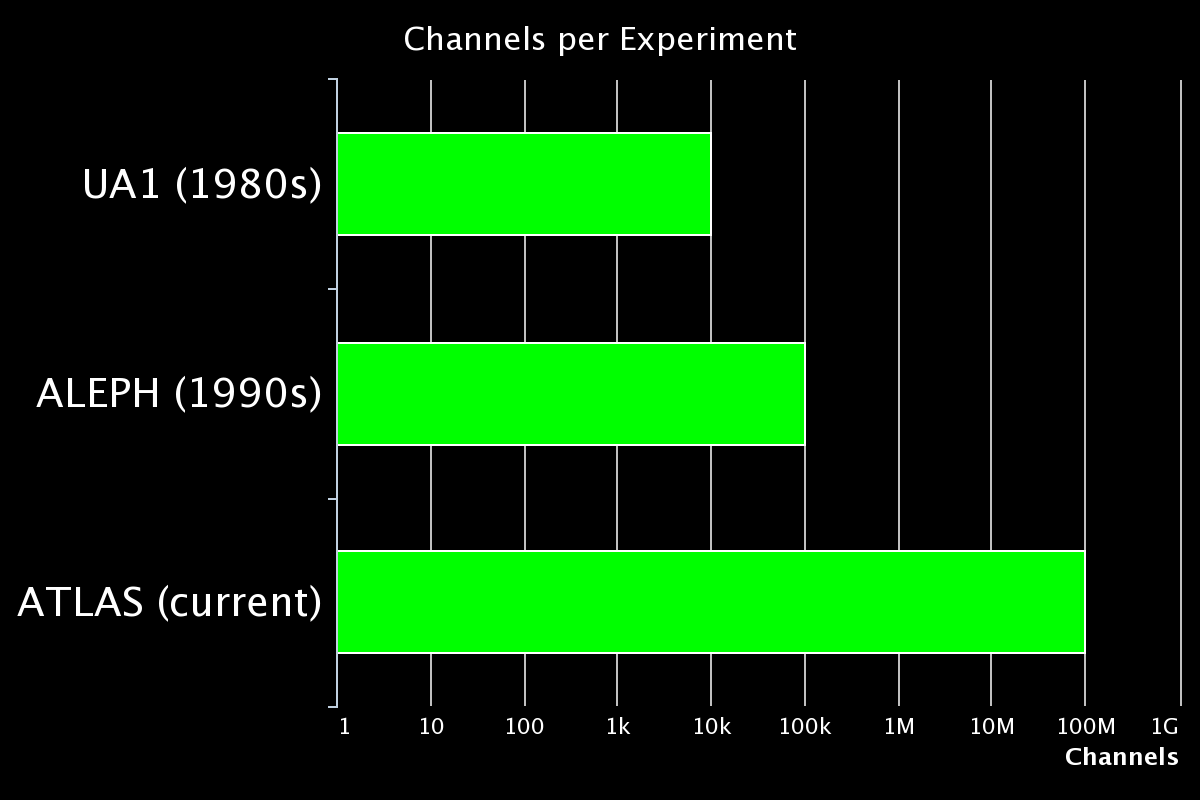 Channels per Experiment
UA1 (1980s)
ALEPH (1990s)
ATLAS (current)
1 10 100 1k 10k 100k 1M 10M 100M 1G
Channels